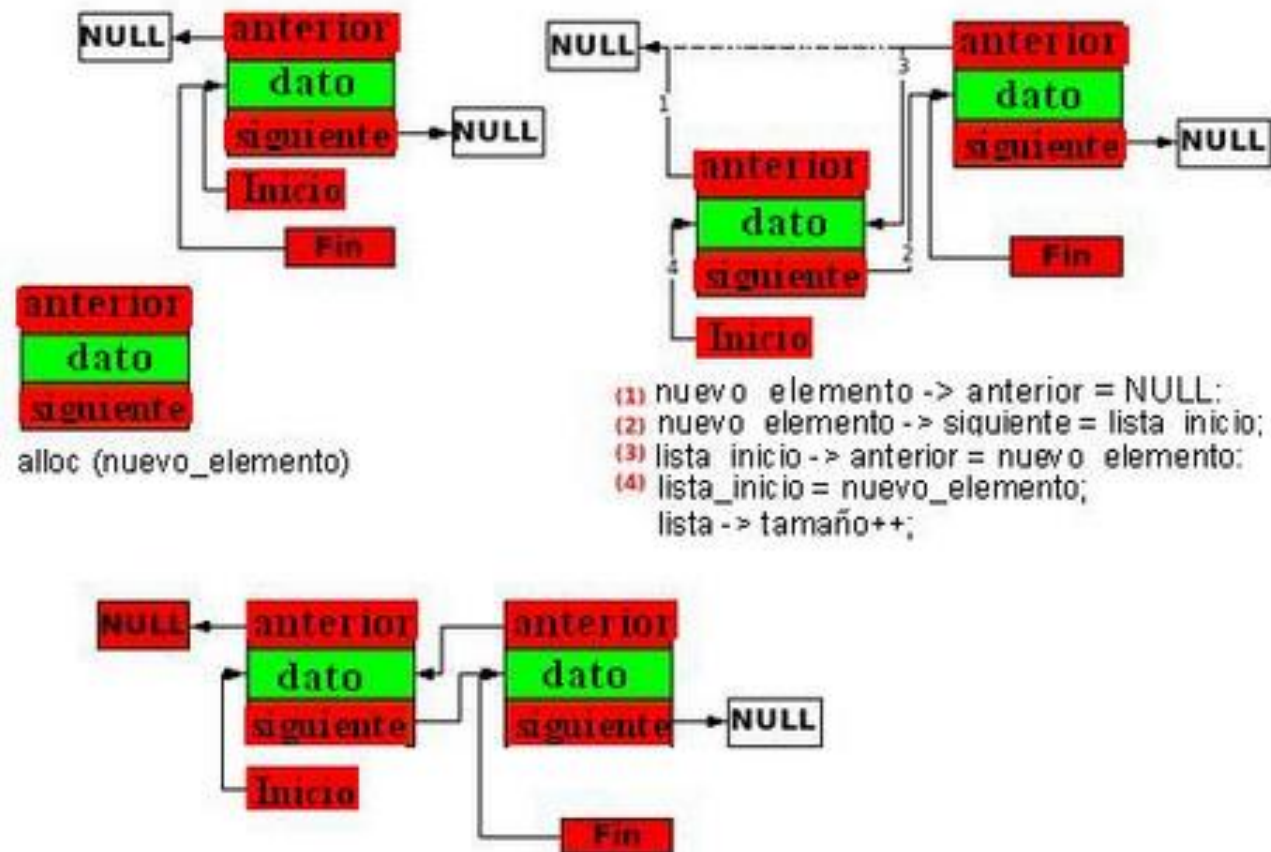 NULL
anterior
dato
siguiente
NULL
Inicio
Fin
anterior
dato
siguiente
alloc (nuevo_elemento)
NULL
anterior
dato
siguiente
NULL
1
3
anterior
dato
siguiente
2
4
Inicio
Fin
(1) nuevo elemento -> anterior = NULL:
(2) nuevo elemento -> siguiente = lista inicio;
(3) lista inicio -> anterior = nuevo elemento:
(4) lista_inicio = nuevo_elemento;
lista -> tamaño++;
NULL
anterior
dato
siguiente
Inicio
anterior
dato
siguiente
NULL
Fin